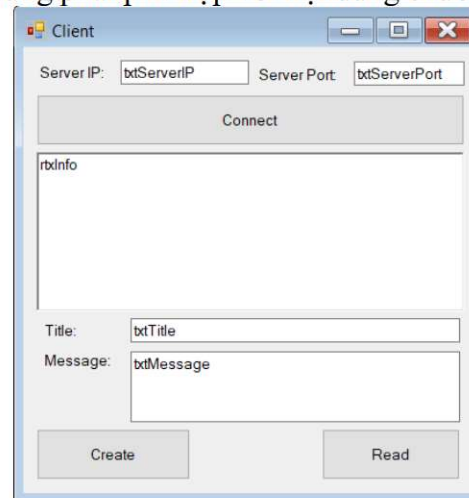 Client
Server IP: txtServerIP Server Port: txtServerPort
Connect
rtxInfo
Title: txtTitle
Message: txtMessage
Create Read